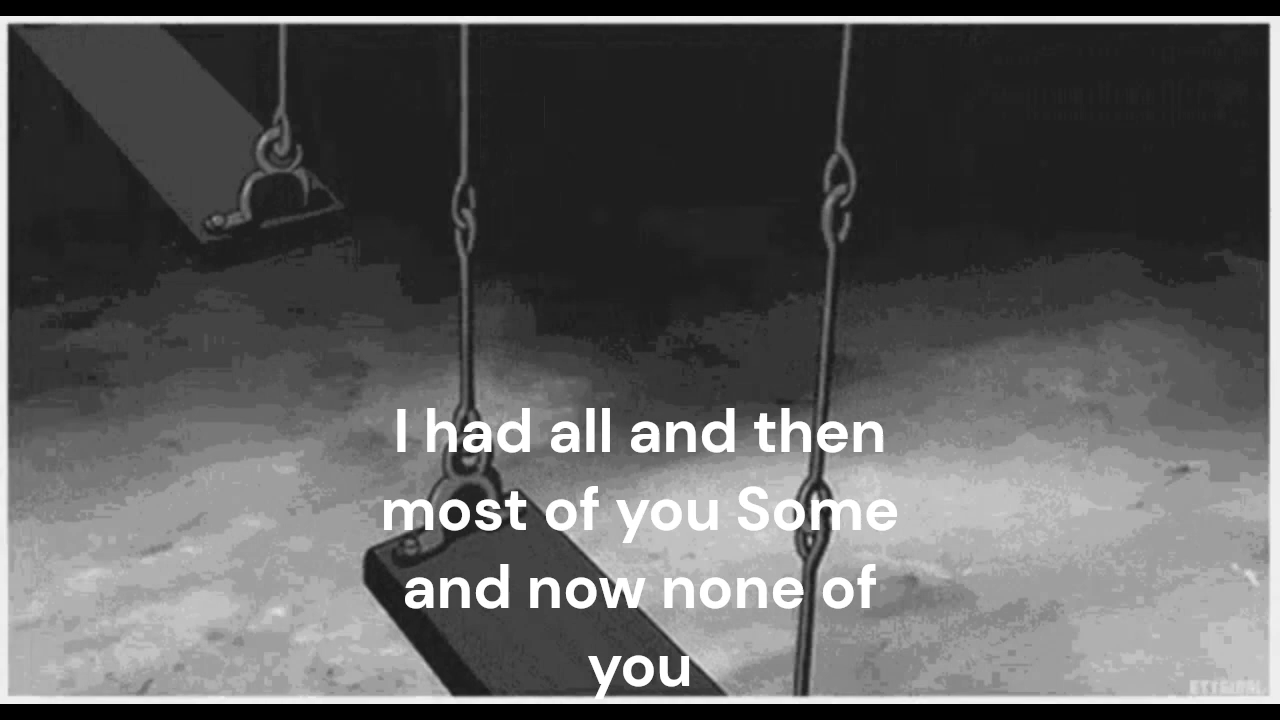 I had all and then
most of you Some
and now none of
you